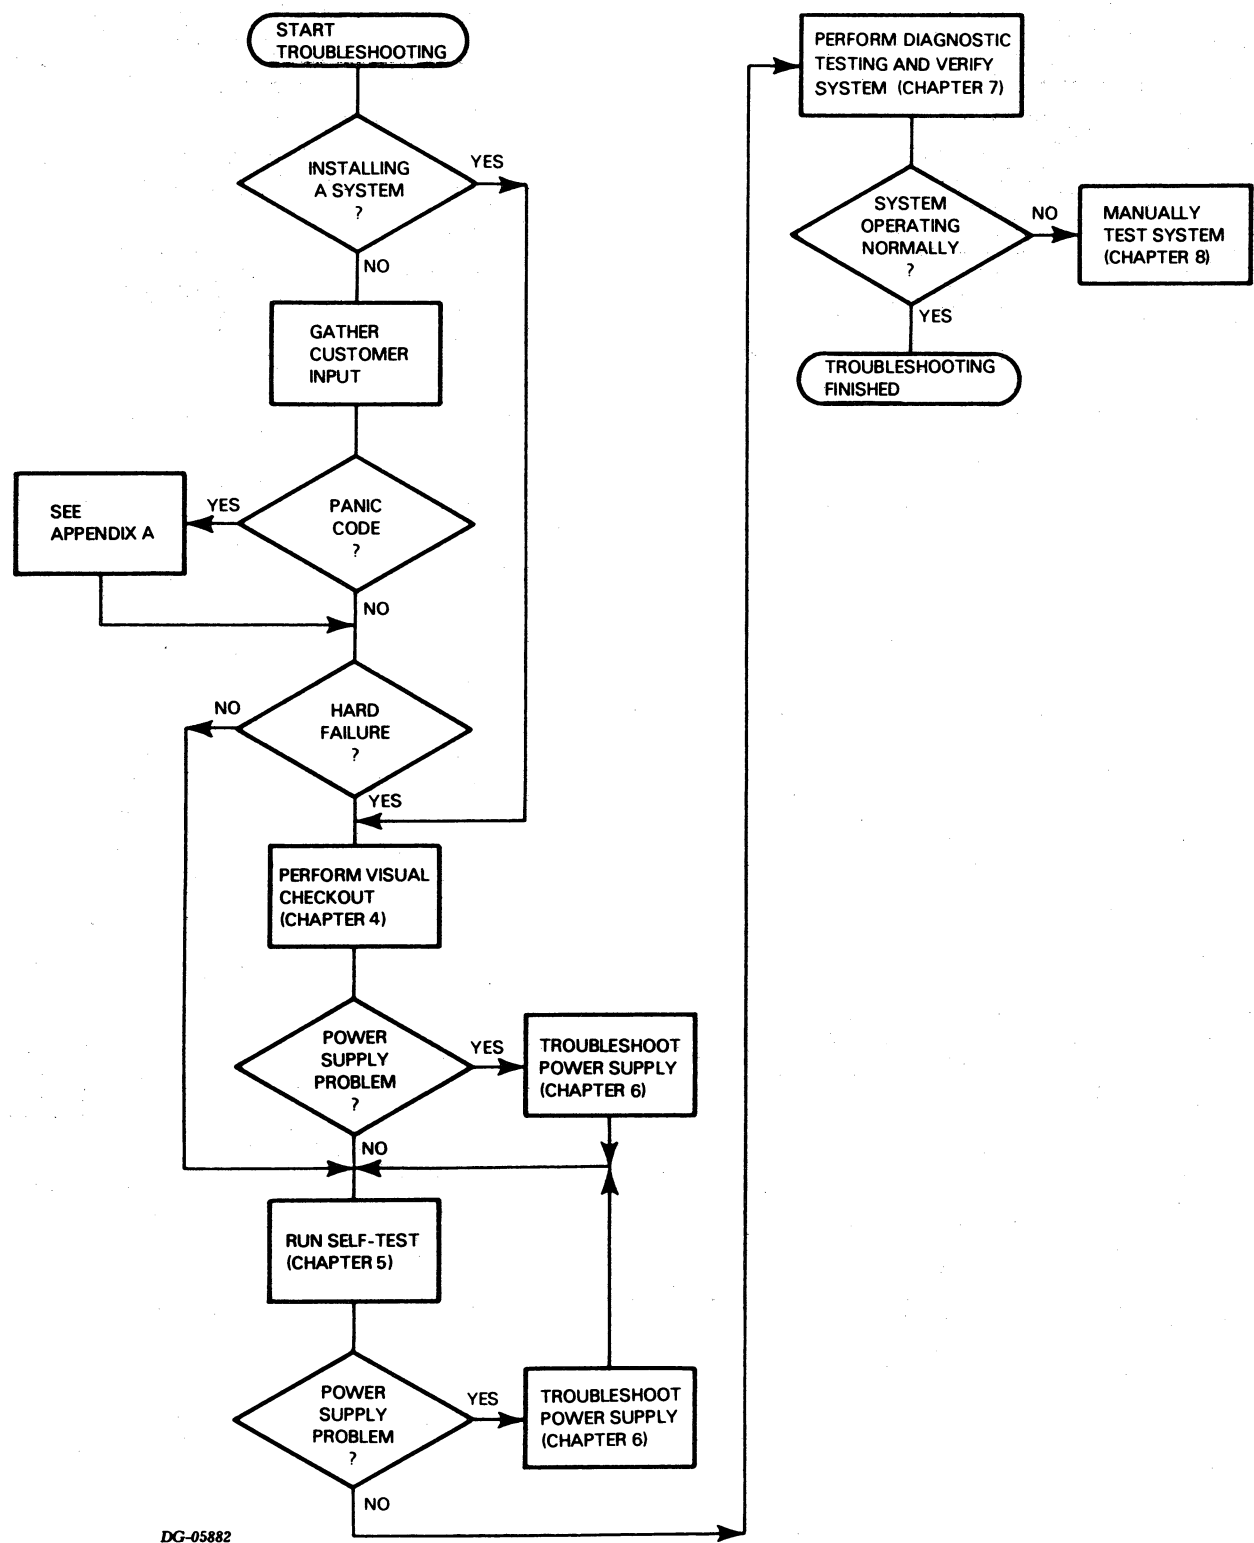 START
TROUBLESHOOTING
INSTALLING
A SYSTEM
?
YES
NO
GATHER
CUSTOMER
INPUT
PANIC
CODE
?
YES
SEE
APPENDIX A
NO
HARD
FAILURE
?
NO
YES
PERFORM VISUAL
CHECKOUT
(CHAPTER 4)
POWER
SUPPLY
PROBLEM
?
YES
TROUBLESHOOT
POWER SUPPLY
(CHAPTER 6)
NO
RUN SELF-TEST
(CHAPTER 5)
POWER
SUPPLY
PROBLEM
?
YES
TROUBLESHOOT
POWER SUPPLY
(CHAPTER 6)
NO
PERFORM DIAGNOSTIC
TESTING AND VERIFY
SYSTEM (CHAPTER 7)
SYSTEM
OPERATING
NORMALLY
?
NO
MANUALLY
TEST SYSTEM
(CHAPTER 8)
YES
TROUBLESHOOTING
FINISHED
DG-05882